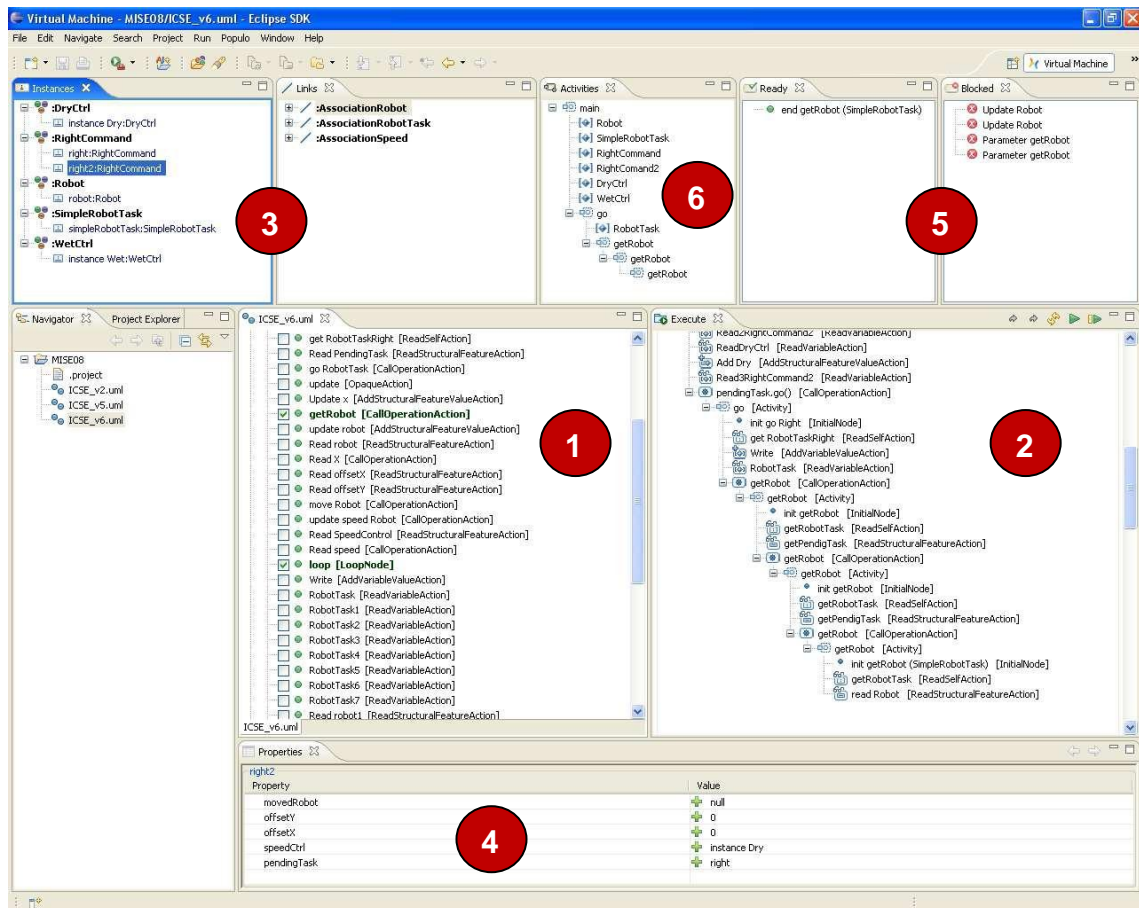 Virtual Machine - MISE08/ICSE_v6.uml - Eclipse SDK
File Edit Navigate Search Project Run Populo Window Help
Virtual Machine
»
Instances
:DryCtrl
instance Dry:DryCtrl
:RightCommand
right:RightCommand
right2:RightCommand
:Robot
robot:Robot
:SimpleRobotTask
simpleRobotTask:SimpleRobotTask
:WetCtrl
instance Wet:WetCtrl
3
Links
:AssociationRobot
:AssociationRobotTask
:AssociationSpeed
Activities
main
Robot
SimpleRobotTask
RightCommand
RightComand2
DryCtrl
WetCtrl
go
RobotTask
getRobot
getRobot
getRobot
6
Ready
end getRobot (SimpleRobotTask)
Blocked
Update Robot
Update Robot
Parameter getRobot
Parameter getRobot
5
Navigator
Project Explorer
MISE08
.project
ICSE_v2.uml
ICSE_v5.uml
ICSE_v6.uml
ICSE_v6.uml
get RobotTaskRight [ReadSelfAction]
Read PendingTask [ReadStructuralFeatureAction]
go RobotTask [CallOperationAction]
update [OpaqueAction]
Update x [AddStructuralFeatureValueAction]
getRobot [CallOperationAction]
update robot [AddStructuralFeatureValueAction]
Read robot [ReadStructuralFeatureAction]
Read X [CallOperationAction]
Read offsetX [ReadStructuralFeatureAction]
Read offsetY [ReadStructuralFeatureAction]
move Robot [CallOperationAction]
update speed Robot [CallOperationAction]
Read SpeedControl [ReadStructuralFeatureAction]
Read speed [CallOperationAction]
loop [LoopNode]
Write [AddVariableValueAction]
RobotTask [ReadVariableAction]
RobotTask1 [ReadVariableAction]
RobotTask2 [ReadVariableAction]
RobotTask3 [ReadVariableAction]
RobotTask4 [ReadVariableAction]
RobotTask5 [ReadVariableAction]
RobotTask6 [ReadVariableAction]
RobotTask7 [ReadVariableAction]
Read robot1 [ReadStructuralFeatureAction]
ICSE_v6.uml
1
Execute
Read2RightCommand2 [ReadVariableAction]
ReadDryCtrl [ReadVariableAction]
Add Dry [AddStructuralFeatureValueAction]
Read3RightCommand2 [ReadVariableAction]
pendingTask.go() [CallOperationAction]
go [Activity]
init go Right [InitialNode]
get RobotTaskRight [ReadSelfAction]
Write [AddVariableValueAction]
RobotTask [ReadVariableAction]
getRobot [CallOperationAction]
getRobot [Activity]
init getRobot [InitialNode]
getRobotTask [ReadSelfAction]
getPendigTask [ReadStructuralFeatureAction]
getRobot [CallOperationAction]
getRobot [Activity]
init getRobot [InitialNode]
getRobotTask [ReadSelfAction]
getPendigTask [ReadStructuralFeatureAction]
getRobot [CallOperationAction]
getRobot [Activity]
init getRobot (SimpleRobotTask) [InitialNode]
getRobotTask [ReadSelfAction]
read Robot [ReadStructuralFeatureAction]
2
Properties
right2
Property Value
movedRobot null
offsetY 0
offsetX 0
speedCtrl instance Dry
pendingTask right
4